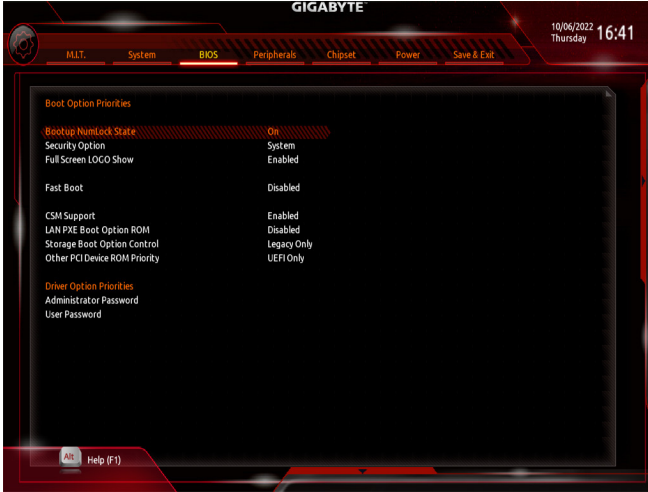 GIGABYTE
10/06/2022 16:41
Thursday
M.I.T. System BIOS Peripherals Chipset Power Save & Exit
Boot Option Priorities
Bootup NumLock State On
Security Option System
Full Screen LOGO Show Enabled
Fast Boot Disabled
CSM Support Enabled
LAN PXE Boot Option ROM Disabled
Storage Boot Option Control Legacy Only
Other PCI Device ROM Priority UEFI Only
Driver Option Priorities
Administrator Password
User Password
Alt Help (F1)